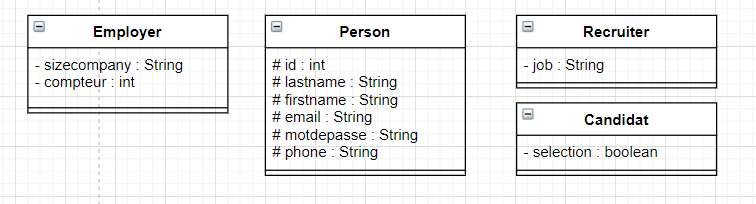 Employer
- sizecompany : String
- compteur : int
Person
# id : int
# lastname : String
# firstname : String
# email : String
# motdepasse : String
# phone : String
Recruiter
- job : String
Candidat
- selection : boolean